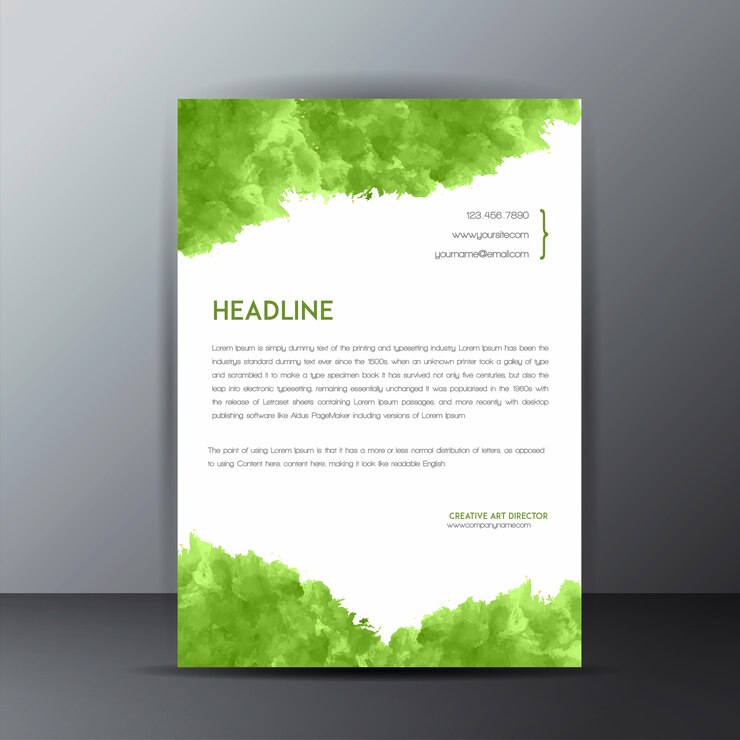 123.456.7890
www.yoursite.com
yourname@email.com
HEADLINE
Lorem Ipsum is simply dummy text of the printing and typesetting industry. Lorem Ipsum has been the
industrys standard dummy text ever since the 1500s, when an unknown printer took a galley of type
and scrambled it to make a type specimen book. It has survived not only five centuries, but also the
leap into electronic typesetting, remaining essentially unchanged. It was popularised in the 1960s with
the release of Letraset sheets containing Lorem Ipsum passages, and more recently with desktop
publishing software like Aldus PageMaker including versions of Lorem Ipsum
The point of using Lorem Ipsum is that it has a more or less normal distribution of letters, as opposed
to using Content here, content here, making it look like readable English
CREATIVE ART DIRECTOR
www.companyname.com